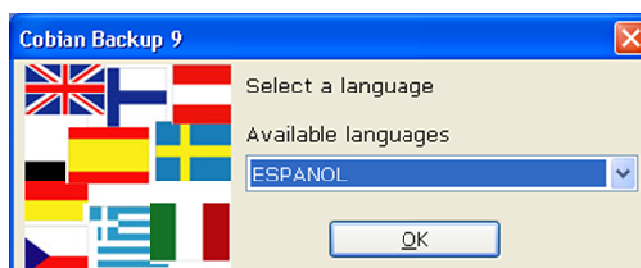 Cobian Backup 9
Select a language
Available languages
ESPANOL
OK